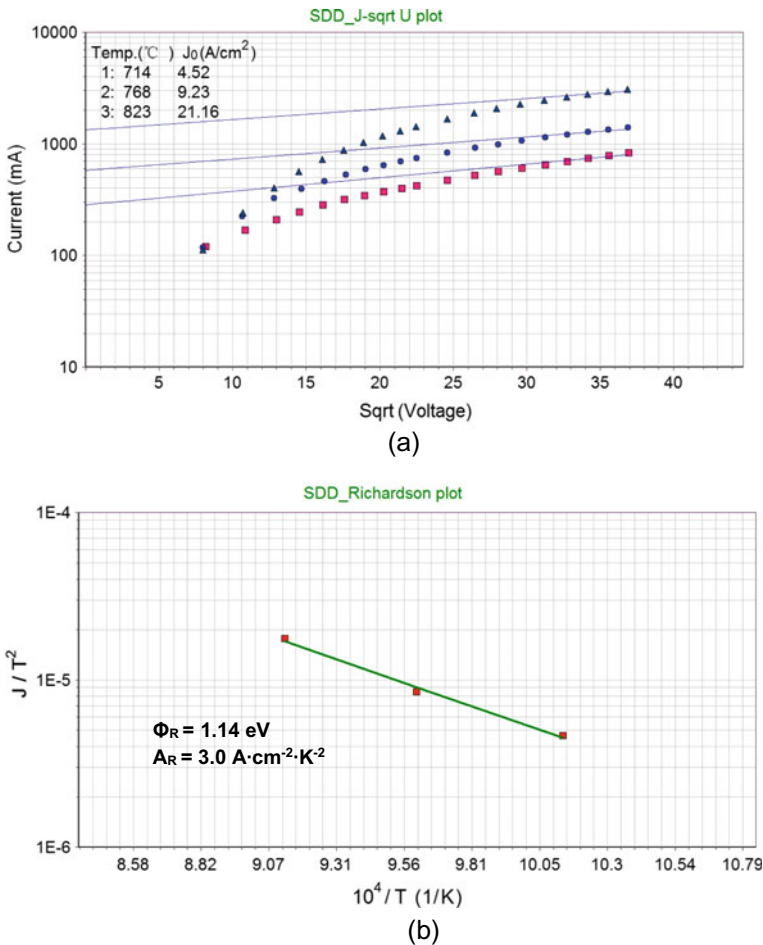 SDD_J-sqrt U plot
10000
1000
100
10
Current (mA)
Temp.(℃ ) J₀(A/cm²)
1: 714 4.52
2: 768 9.23
3: 823 21.16
5 10 15 20 25 30 35 40
Sqrt (Voltage)
(a)
SDD_Richardson plot
1E-4
1E-5
1E-6
J / T²
Φ_R = 1.14 eV
A_R = 3.0 A·cm⁻²·K⁻²
8.58 8.82 9.07 9.31 9.56 9.81 10.05 10.3 10.54 10.79
10⁴/ T (1/K)
(b)